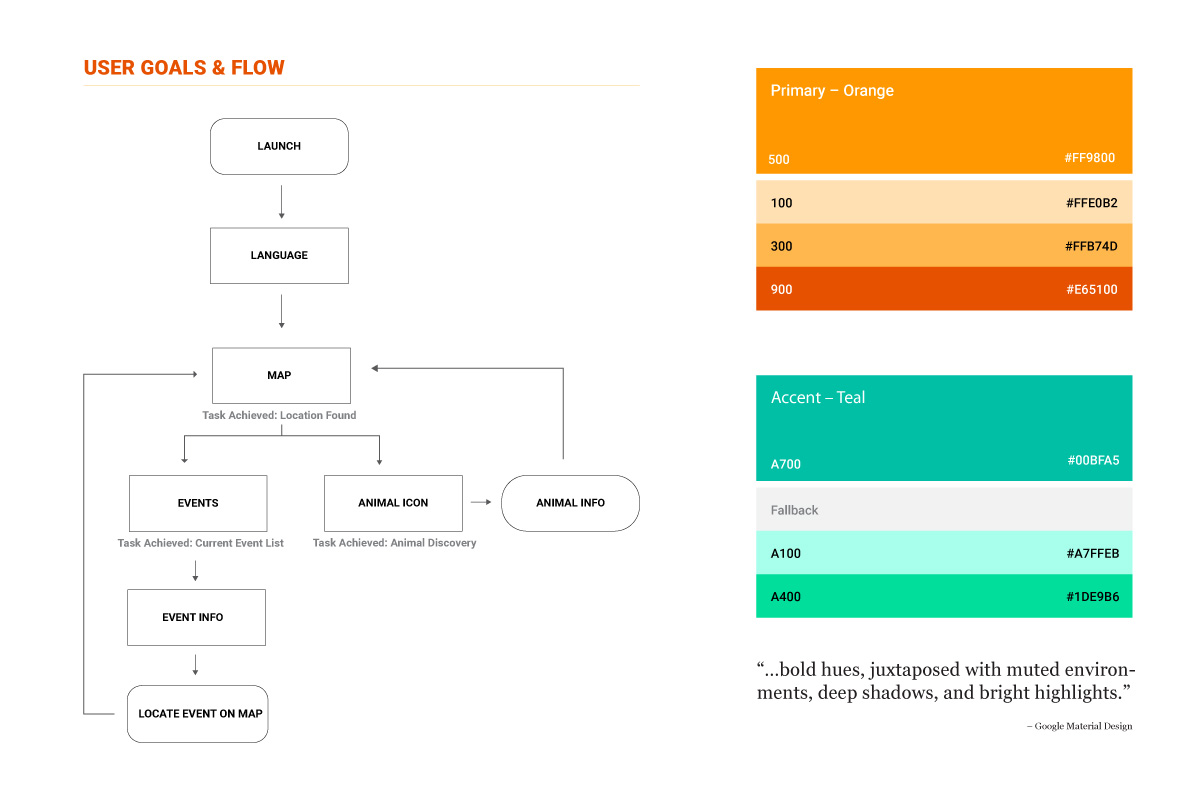 USER GOALS & FLOW
LAUNCH
LANGUAGE
MAP
Task Achieved: Location Found
EVENTS
ANIMAL ICON
ANIMAL INFO
Task Achieved: Current Event List
Task Achieved: Animal Discovery
EVENT INFO
LOCATE EVENT ON MAP
Primary – Orange
500 #FF9800
100 #FFE0B2
300 #FFB74D
900 #E65100
Accent – Teal
A700 #00BFA5
Fallback
A100 #A7FFEB
A400 #1DE9B6
“...bold hues, juxtaposed with muted environ-
ments, deep shadows, and bright highlights.”
– Google Material Design